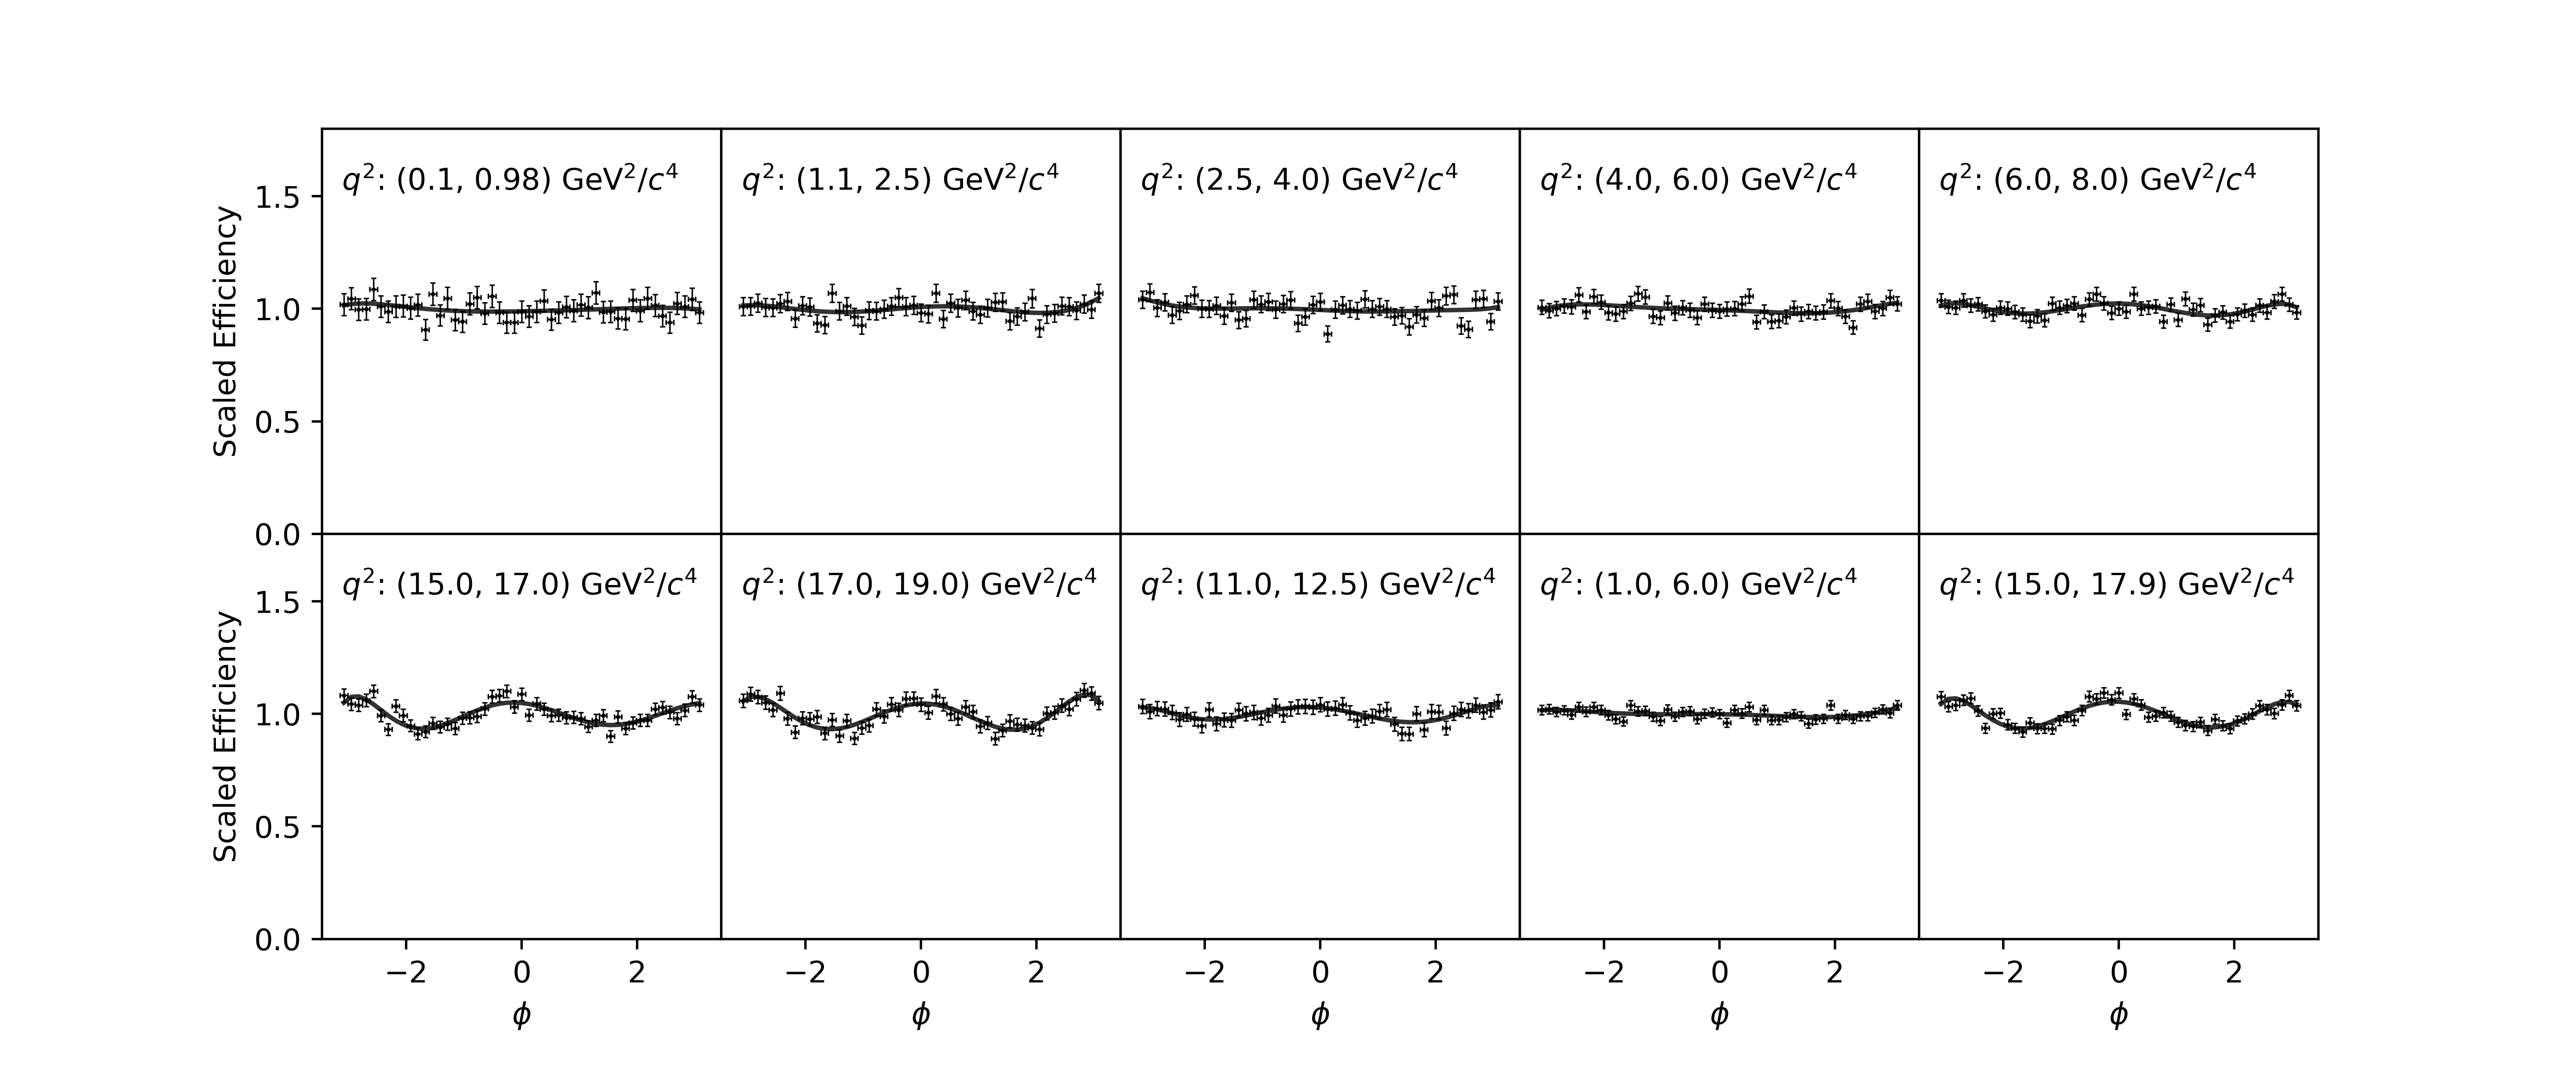 q²: (0.1, 0.98) GeV²/c⁴
q²: (1.1, 2.5) GeV²/c⁴
q²: (2.5, 4.0) GeV²/c⁴
q²: (4.0, 6.0) GeV²/c⁴
q²: (6.0, 8.0) GeV²/c⁴
Scaled Efficiency
1.5
1.0
0.5
0.0
q²: (15.0, 17.0) GeV²/c⁴
q²: (17.0, 19.0) GeV²/c⁴
q²: (11.0, 12.5) GeV²/c⁴
q²: (1.0, 6.0) GeV²/c⁴
q²: (15.0, 17.9) GeV²/c⁴
Scaled Efficiency
1.5
1.0
0.5
0.0
−2 0 2
−2 0 2
−2 0 2
−2 0 2
−2 0 2
ϕ
ϕ
ϕ
ϕ
ϕ